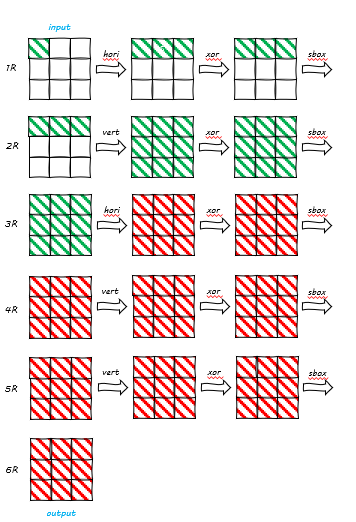 input
1R hori xor sbox
2R vert xor sbox
3R hori xor sbox
4R vert xor sbox
5R vert xor sbox
6R
output